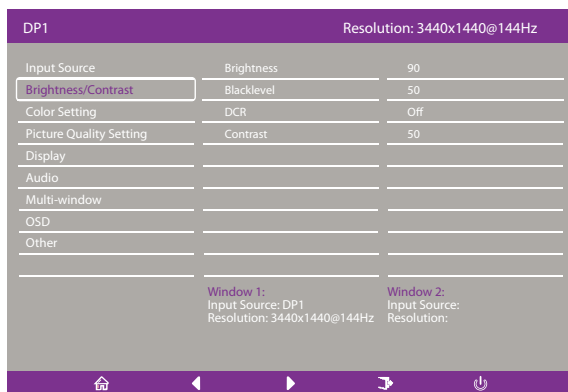 DP1 Resolution: 3440x1440@144Hz
Input Source Brightness 90
Brightness/Contrast Blacklevel 50
Color Setting DCR Off
Picture Quality Setting Contrast 50
Display
Audio
Multi-window
OSD
Other
Window 1: Window 2:
Input Source: DP1 Input Source:
Resolution: 3440x1440@144Hz Resolution: